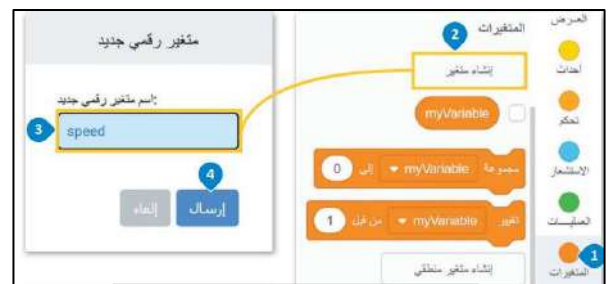 العرض
أحداث
تحكم
الاستشعار
العمليات
1
المتغيرات
المتغيرات
2
إنشاء متغير
myVariable
مجموعة myVariable إلى 0
تغيير myVariable من قبل 1
إنشاء متغير منطقي
متغير رقمي جديد
اسم متغير رقمي جديد:
3
speed
4
إرسال
إلغاء